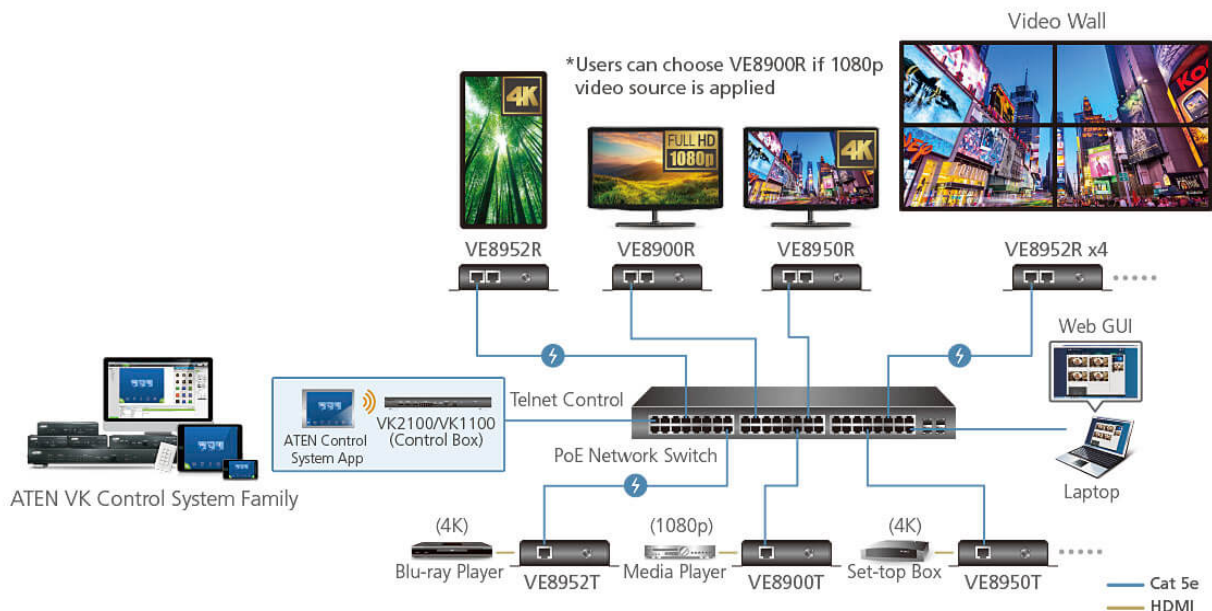 Video Wall
*Users can choose VE8900R if 1080p
video source is applied
4K
FULL HD
1080p
4K
VE8952R
VE8900R
VE8950R
VE8952R x4
Web GUI
Telnet Control
ATEN Control
System App
VK2100/VK1100
(Control Box)
PoE Network Switch
Laptop
ATEN VK Control System Family
(4K)
(1080p)
(4K)
Blu-ray Player
VE8952T
Media Player
VE8900T
Set-top Box
VE8950T
Cat 5e
HDMI